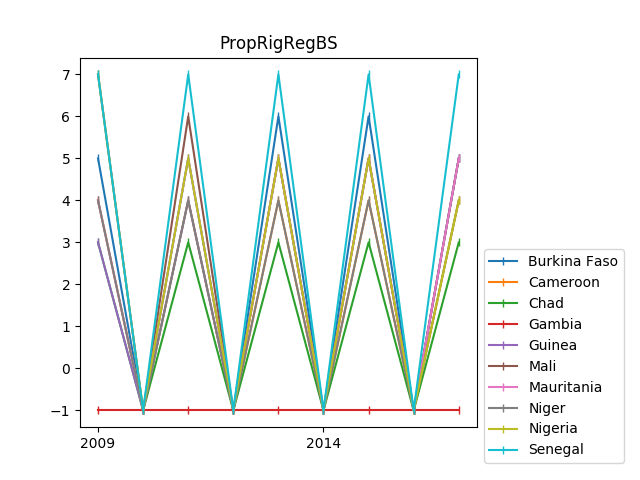 PropRigRegBS
7
6
5
4
3
2
1
0
−1
2009 2014
Burkina Faso
Cameroon
Chad
Gambia
Guinea
Mali
Mauritania
Niger
Nigeria
Senegal